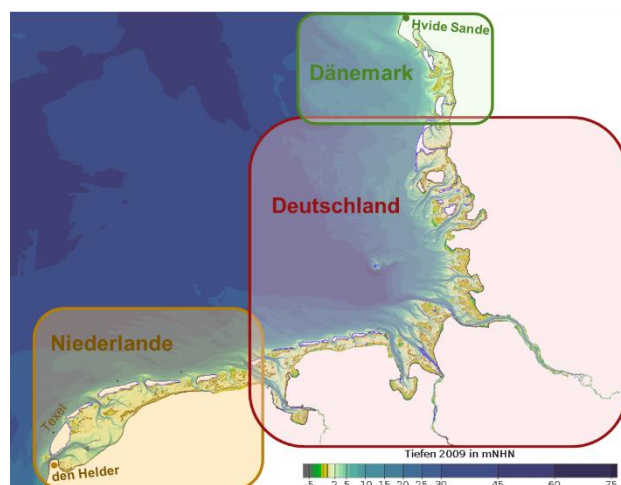 Hvide Sande
Dänemark
Deutschland
Niederlande
Texel
den Helder
Tiefen 2009 in mNHN
-5 2 5 10 15 20 25 30 45 60 75